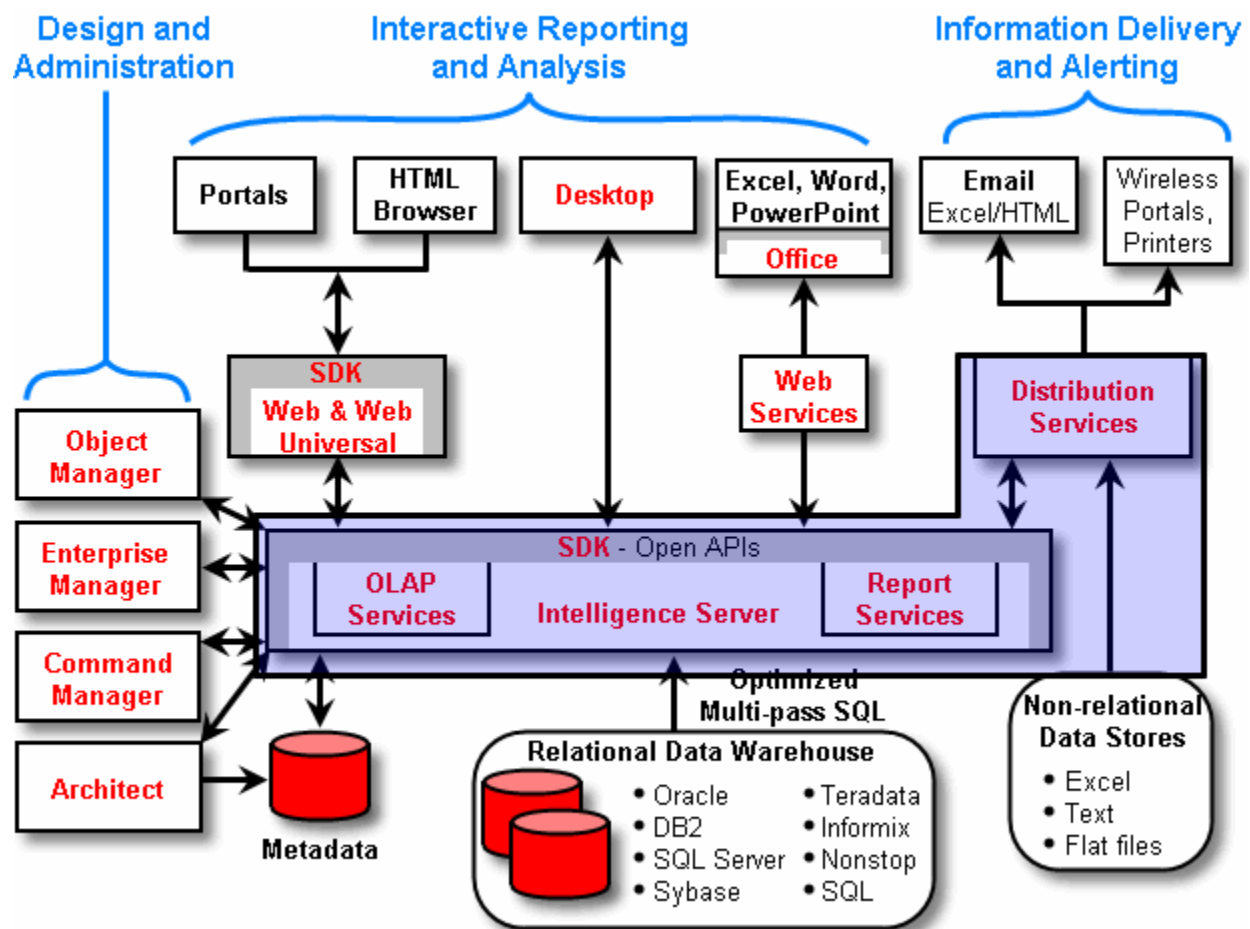 Design and
Administration
Interactive Reporting
and Analysis
Information Delivery
and Alerting
Portals
HTML
Browser
Desktop
Excel, Word,
PowerPoint
Office
Email
Excel/HTML
Wireless
Portals,
Printers
SDK
Web & Web
Universal
Web
Services
Distribution
Services
Object
Manager
Enterprise
Manager
Command
Manager
Architect
SDK - Open APIs
OLAP
Services
Intelligence Server
Report
Services
Metadata
Optimized
Multi-pass SQL
Relational Data Warehouse
• Oracle
• DB2
• SQL Server
• Sybase
• Teradata
• Informix
• Nonstop
• SQL
Non-relational
Data Stores
• Excel
• Text
• Flat files